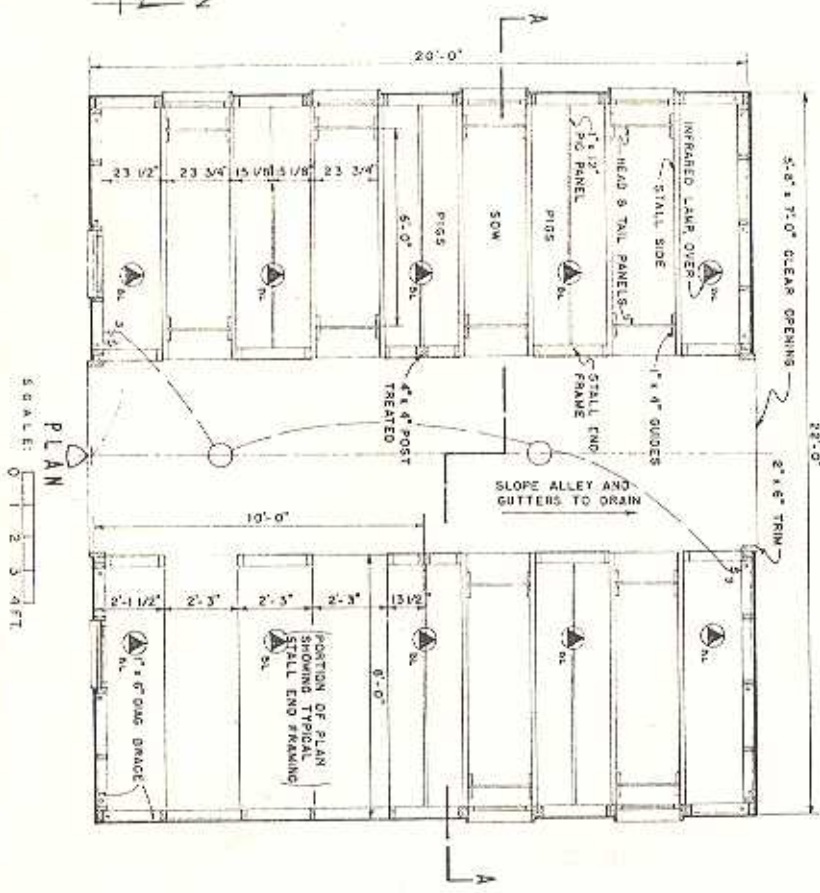 N
A
20'-0"
23 1/2"
23 3/4"
15 1/8"
15 1/8"
23 3/4"
6'-0"
PIGS
SOW
PIGS
1" x 12"
PIG PANEL
HEAD & TAIL PANELS
STALL SIDE
INFRARED LAMP OVER
5'-8" x 7'-0" CLEAR OPENING
22'-0"
4" x 4" POST
TREATED
STALL END
FRAME
1" x 4" GUIDES
2" x 6" TRIM
SLOPE ALLEY AND
GUTTERS TO DRAIN
PLAN
SCALE:
0 1 2 3 4 FT.
10'-0"
2'-1 1/2"
2'-3"
2'-3"
2'-3"
13 1/2"
8'-0"
1" x 6" DIAG BRACE
PORTION OF PLAN
SHOWING TYPICAL
STALL END FRAMING
A